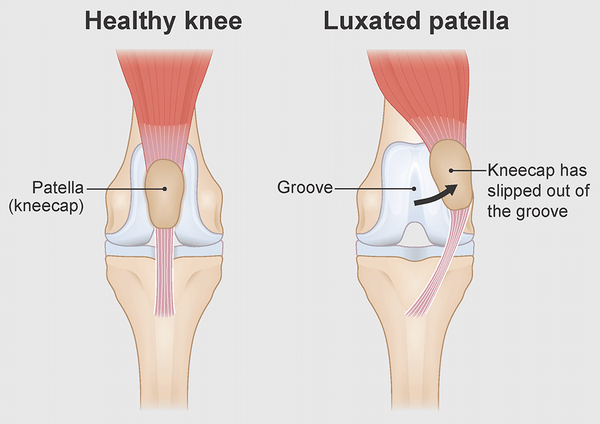 Healthy knee
Luxated patella
Patella
(kneecap)
Groove
Kneecap has
slipped out of
the groove